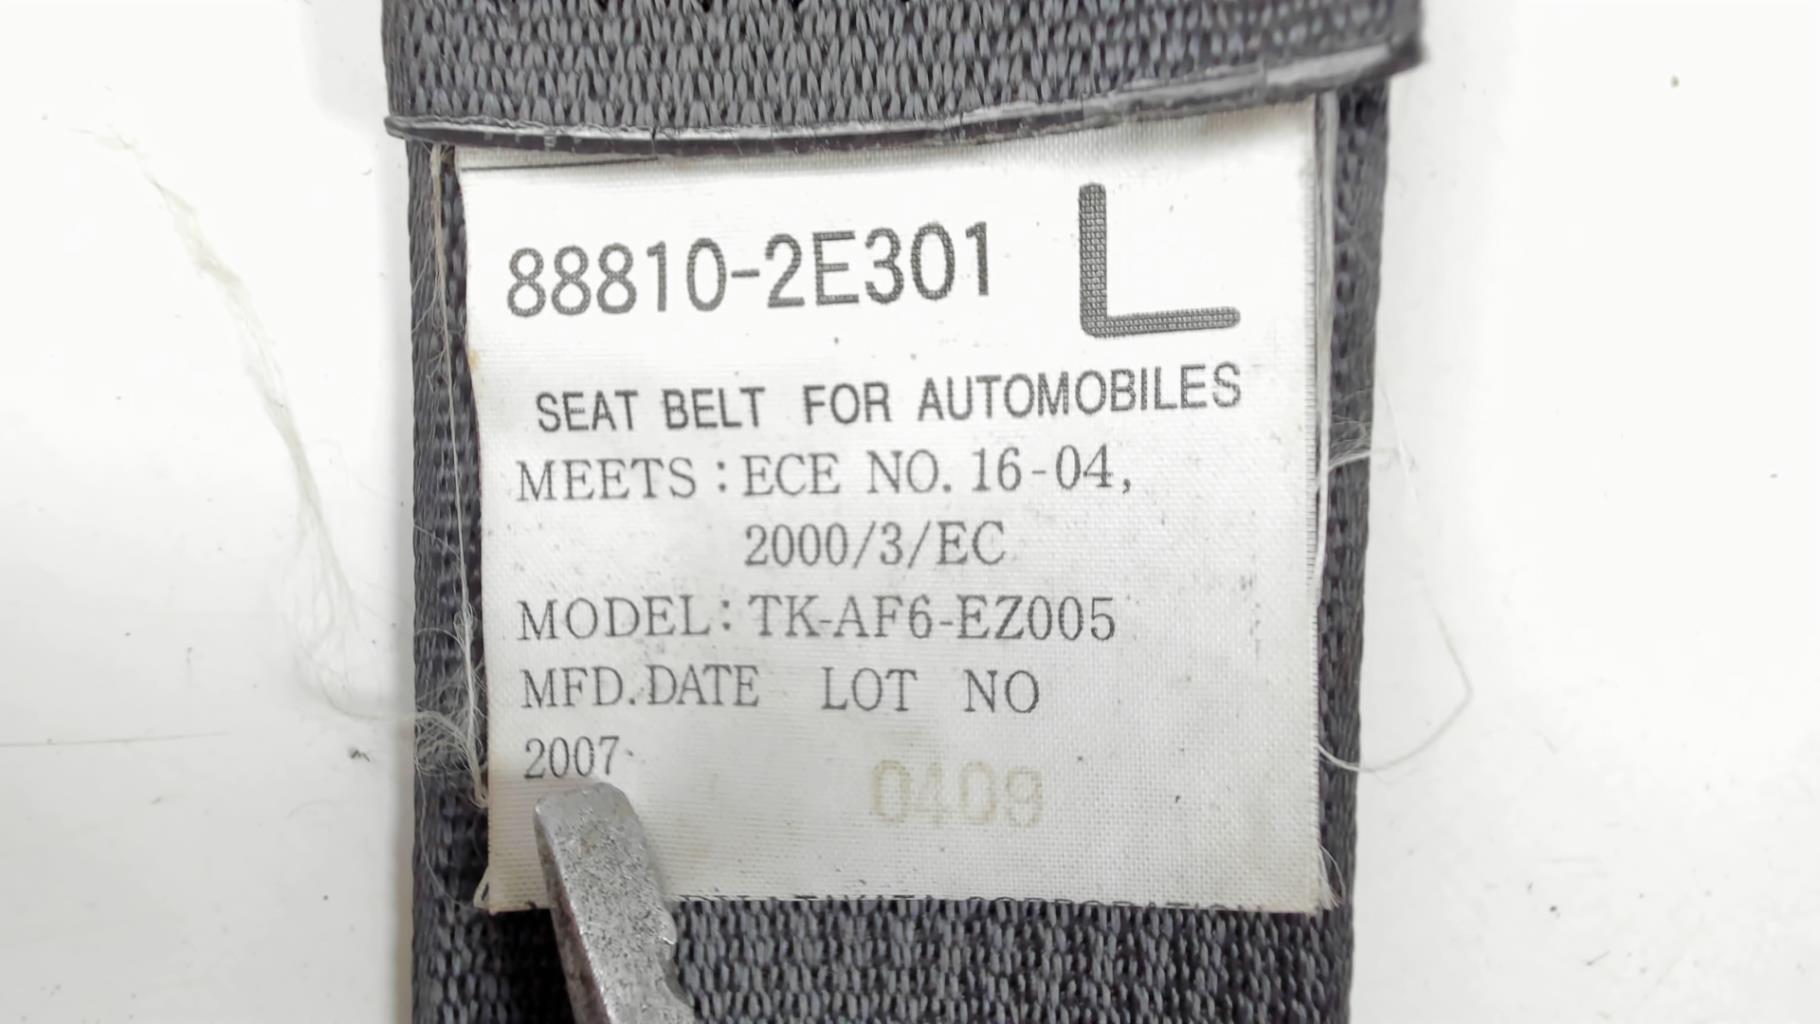 88810-2E301 L
SEAT BELT FOR AUTOMOBILES
MEETS : ECE NO. 16-04,
2000/3/EC
MODEL: TK-AF6-EZ005
MFD. DATE LOT NO
2007
0409